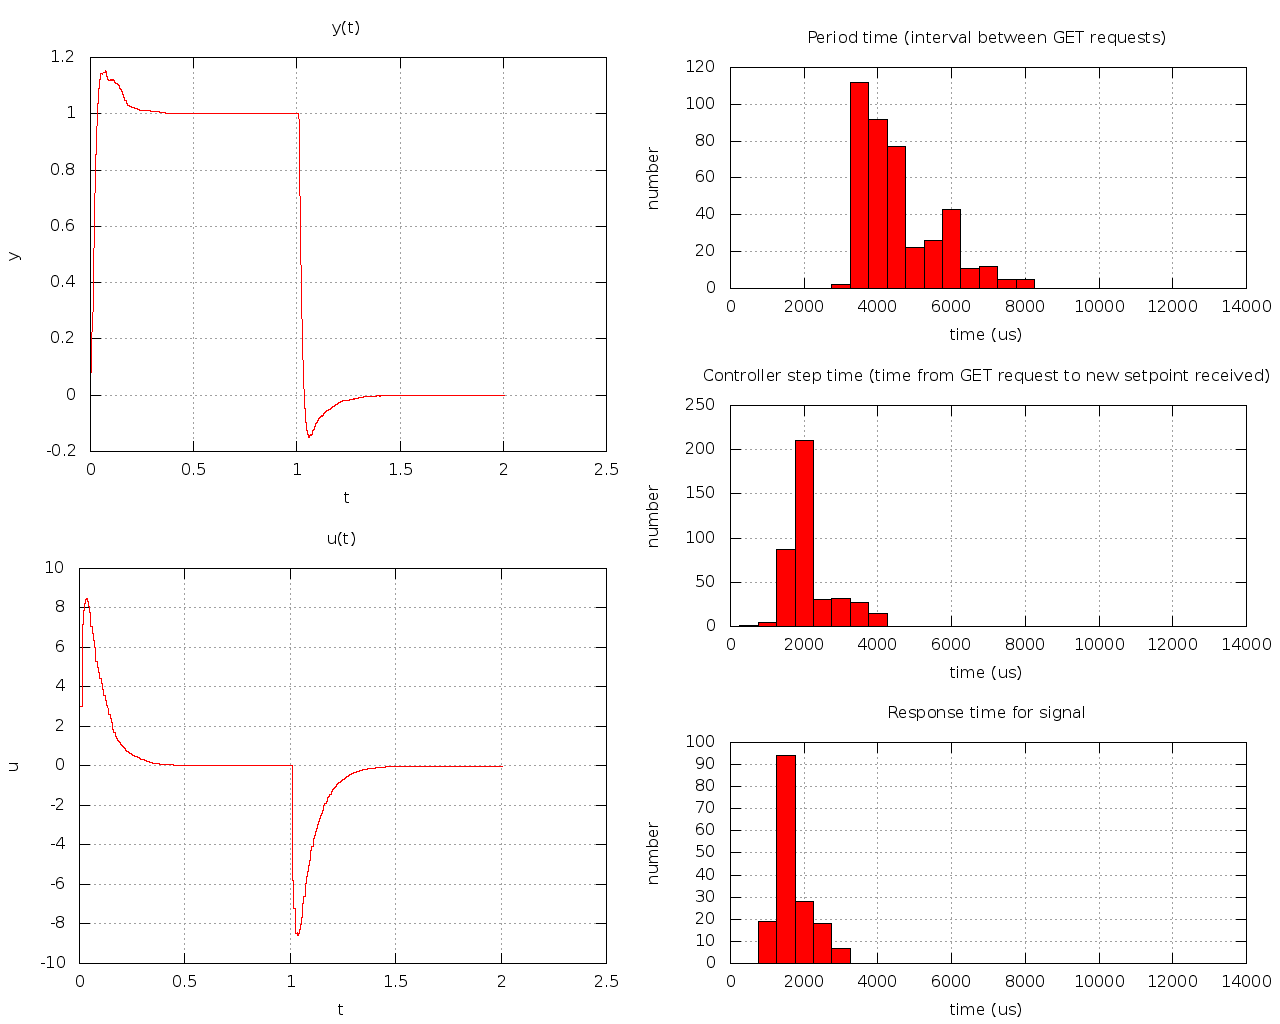 y(t)
1.2
1
0.8
0.6
0.4
0.2
0
-0.2
y
0 0.5 1 1.5 2 2.5
t
u(t)
10
8
6
4
2
0
-2
-4
-6
-8
-10
u
0 0.5 1 1.5 2 2.5
t
Period time (interval between GET requests)
120
100
80
60
40
20
0
number
0 2000 4000 6000 8000 10000 12000 14000
time (us)
Controller step time (time from GET request to new setpoint received)
250
200
150
100
50
0
number
0 2000 4000 6000 8000 10000 12000 14000
time (us)
Response time for signal
100
90
80
70
60
50
40
30
20
10
0
number
0 2000 4000 6000 8000 10000 12000 14000
time (us)